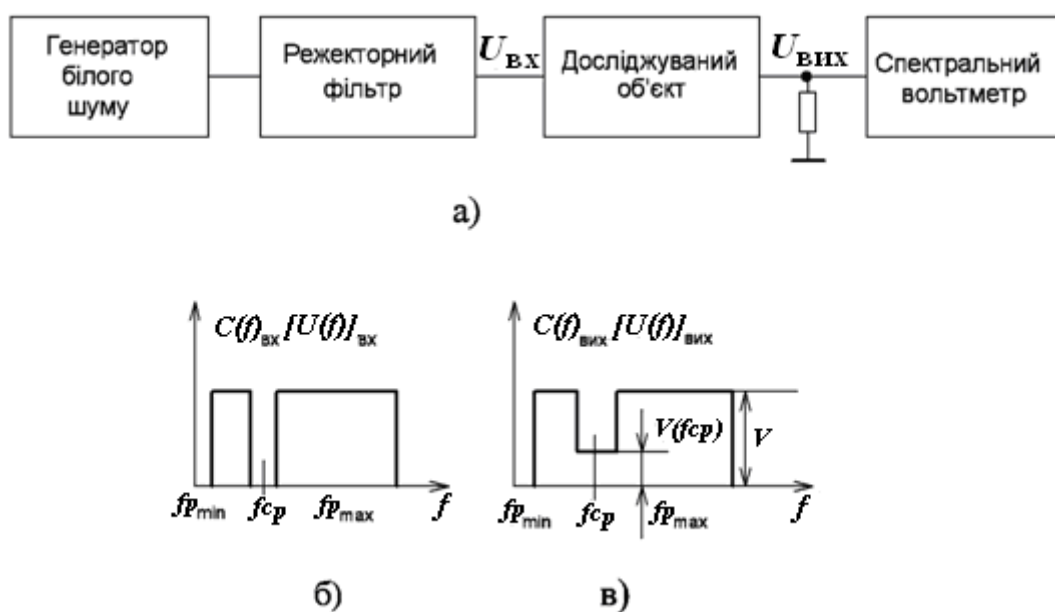 Генератор
білого
шуму
Режекторний
фільтр
Uвх
Досліджуваний
об'єкт
Uвих
Спектральний
вольтметр
а)
C(f)вх [U(f)]вх
fpmin
fcp
fpmax
f
б)
C(f)вих [U(f)]вих
V(fcp)
V
fpmin
fcp
fpmax
f
в)